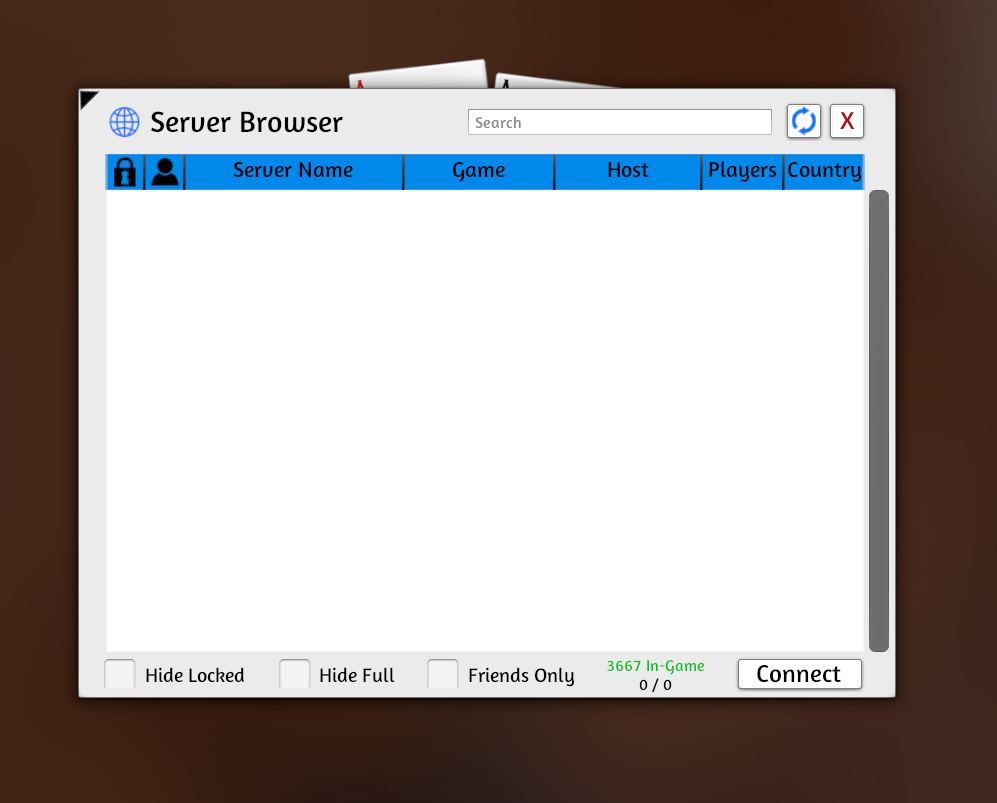 Server Browser
Search
X
Server Name
Game
Host
Players
Country
Hide Locked
Hide Full
Friends Only
3667 In-Game
0 / 0
Connect